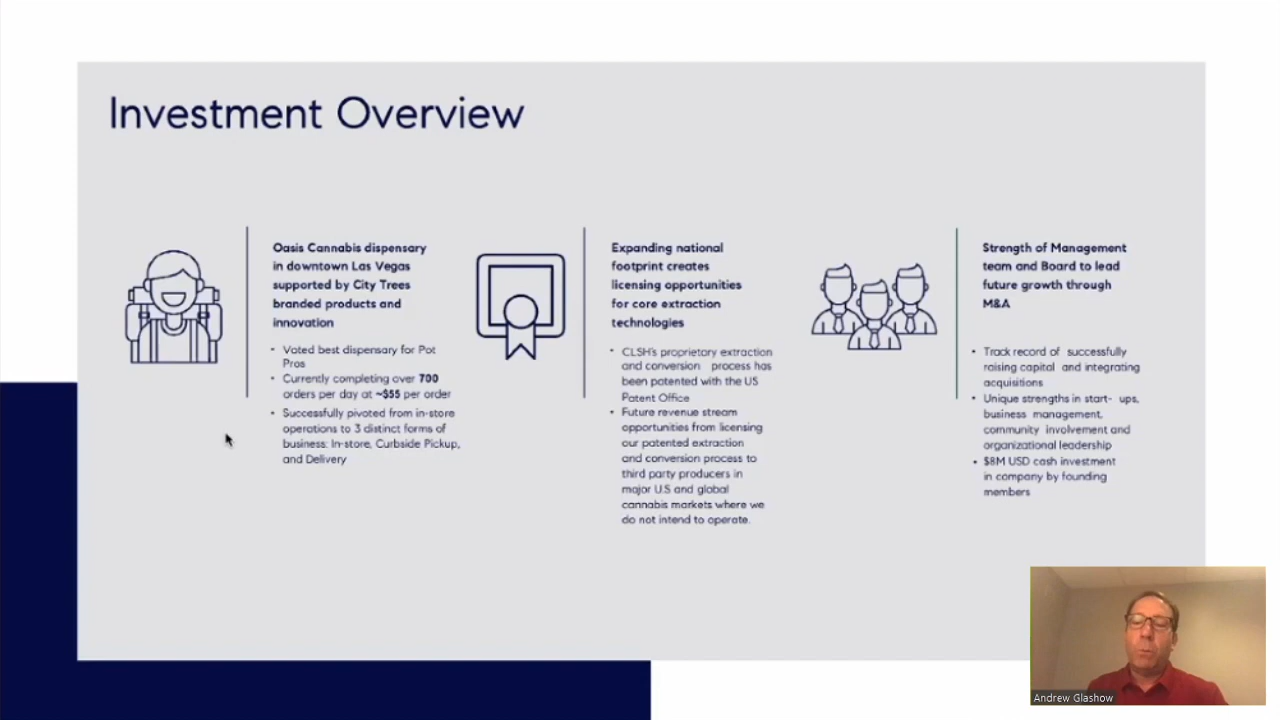 Investment Overview
Oasis Cannabis dispensary
in downtown Las Vegas
supported by City Trees
branded products and
innovation
• Voted best dispensary for Pot
Pros
• Currently completing over 700
orders per day at ~$55 per order
• Successfully pivoted from in-store
operations to 3 distinct forms of
business: In-store, Curbside Pickup,
and Delivery
Expanding national
footprint creates
licensing opportunities
for core extraction
technologies
• CLSH's proprietary extraction
and conversion process has
been patented with the US
Patent Office
• Future revenue stream
opportunities from licensing
our patented extraction
and conversion process to
third party producers in
major U.S and global
cannabis markets where we
do not intend to operate.
Strength of Management
team and Board to lead
future growth through
M&A
• Track record of successfully
raising capital and integrating
acquisitions
• Unique strengths in start- ups,
business management,
community involvement and
organizational leadership
• $8M USD cash investment
in company by founding
members
Andrew Glashow